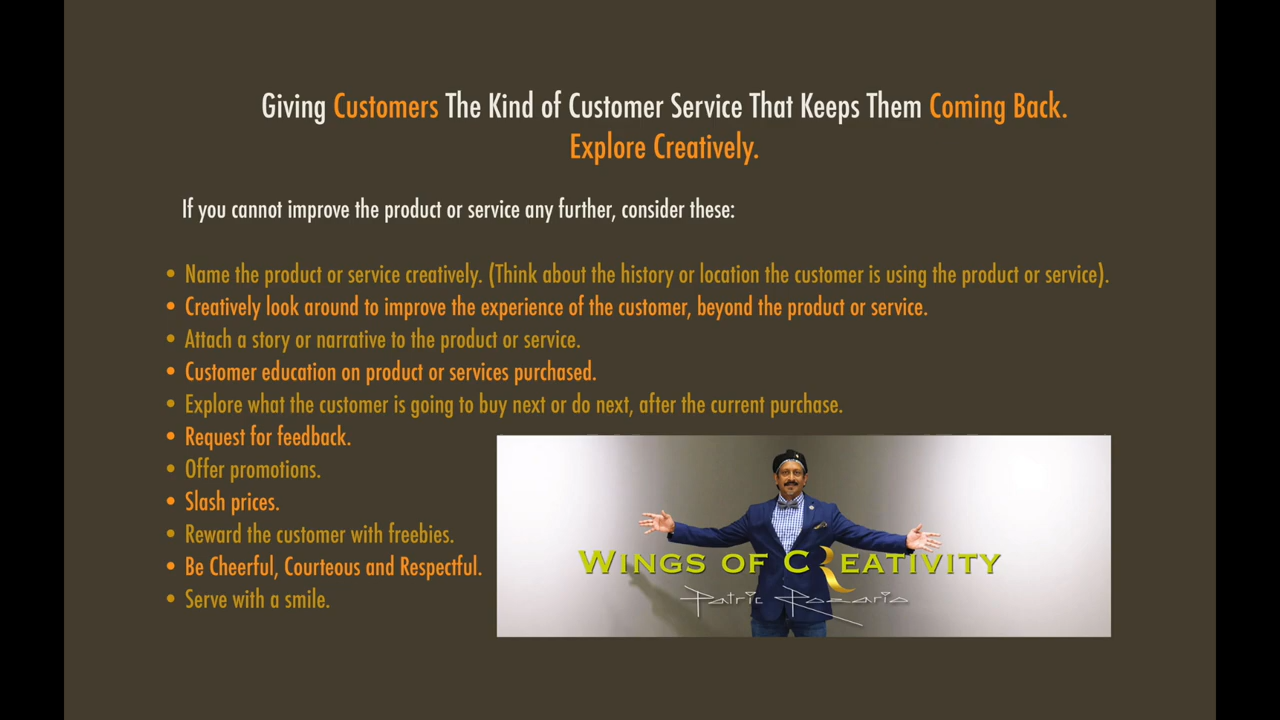 Giving Customers The Kind of Customer Service That Keeps Them Coming Back.
Explore Creatively.
If you cannot improve the product or service any further, consider these:
• Name the product or service creatively. (Think about the history or location the customer is using the product or service).
• Creatively look around to improve the experience of the customer, beyond the product or service.
• Attach a story or narrative to the product or service.
• Customer education on product or services purchased.
• Explore what the customer is going to buy next or do next, after the current purchase.
• Request for feedback.
• Offer promotions.
• Slash prices.
• Reward the customer with freebies.
• Be Cheerful, Courteous and Respectful.
• Serve with a smile.
Wings of Creativity
Patric Rozario